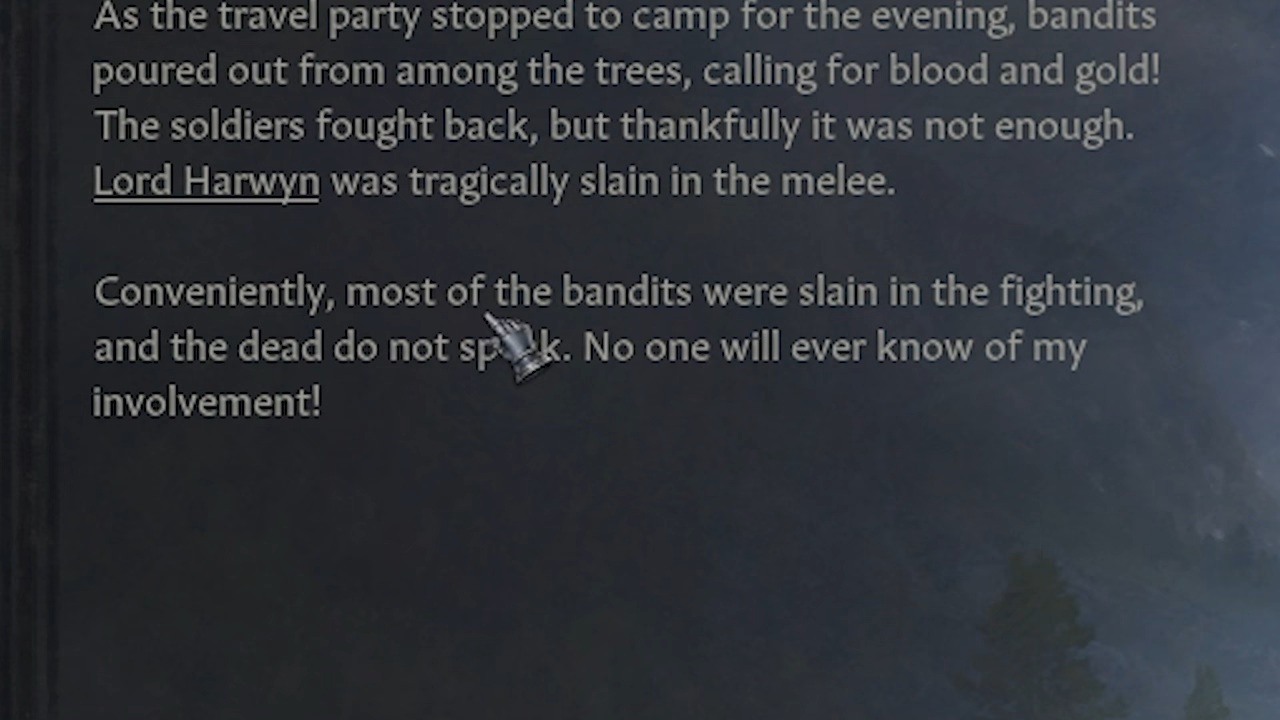 As the travel party stopped to camp for the evening, bandits
poured out from among the trees, calling for blood and gold!
The soldiers fought back, but thankfully it was not enough.
Lord Harwyn was tragically slain in the melee.
Conveniently, most of the bandits were slain in the fighting,
and the dead do not speak. No one will ever know of my
involvement!